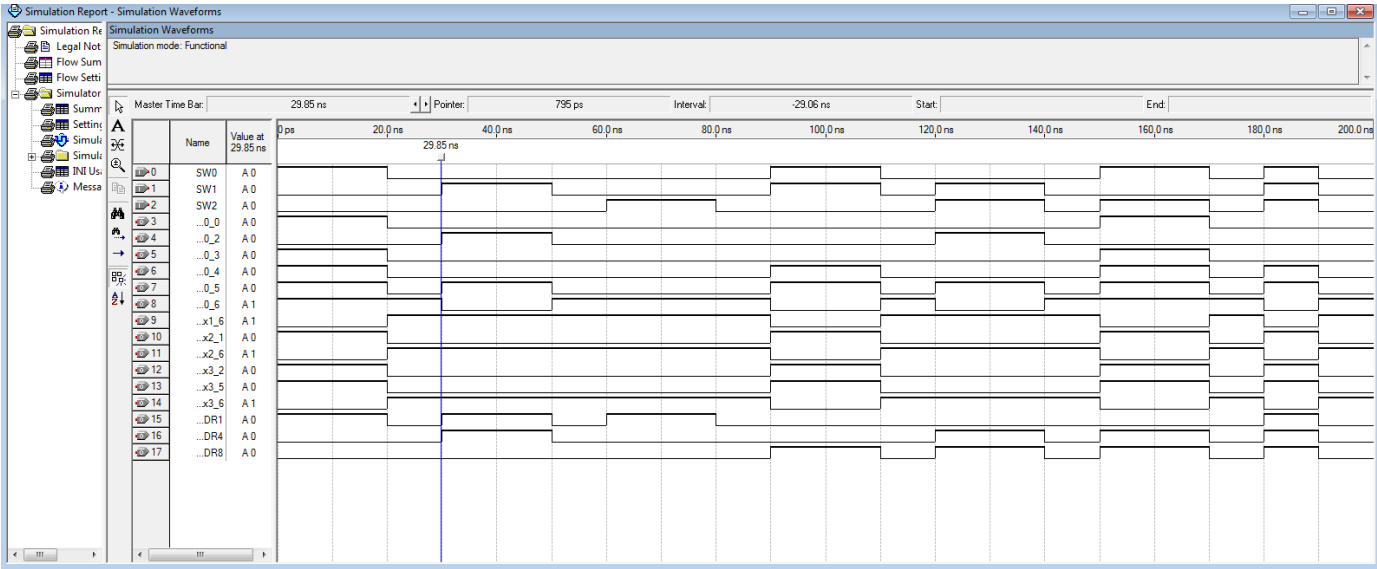 Simulation Report - Simulation Waveforms
Simulation Re
Legal Not
Flow Sum
Flow Setti
Simulator
Summ
Setting
Simula
Simula
INI Usa
Messa
Simulation Waveforms
Simulation mode: Functional
Master Time Bar: 29.85 ns Pointer: 795 ps Interval: -29.06 ns Start: End:
Name Value at 29.85 ns
0 ps 20.0 ns 40.0 ns 60.0 ns 80.0 ns 100.0 ns 120.0 ns 140.0 ns 160.0 ns 180.0 ns 200.0 ns
29.85 ns
0 SW0 A 0
1 SW1 A 0
2 SW2 A 0
3 ...0_0 A 0
4 ...0_2 A 0
5 ...0_3 A 0
6 ...0_4 A 0
7 ...0_5 A 0
8 ...0_6 A 1
9 ...x1_6 A 1
10 ...x2_1 A 0
11 ...x2_6 A 1
12 ...x3_2 A 0
13 ...x3_5 A 0
14 ...x3_6 A 1
15 ...DR1 A 0
16 ...DR4 A 0
17 ...DR8 A 0